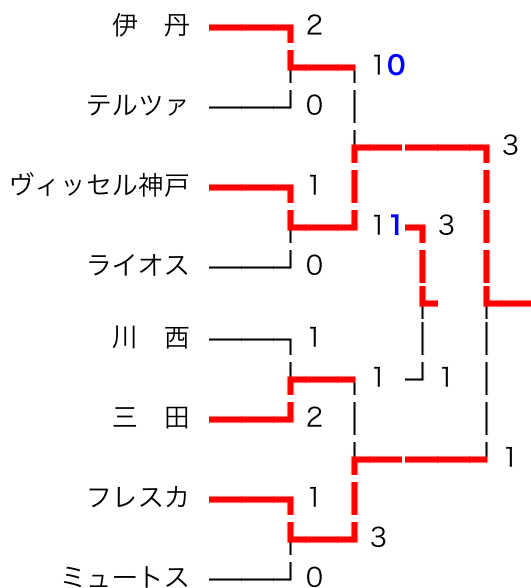 伊　丹 2
10
テルツァ 0
3
ヴィッセル神戸 1
11 3
ライオス 0
川　西 1
1 1
三　田 2
1
フレスカ 1
3
ミュートス 0